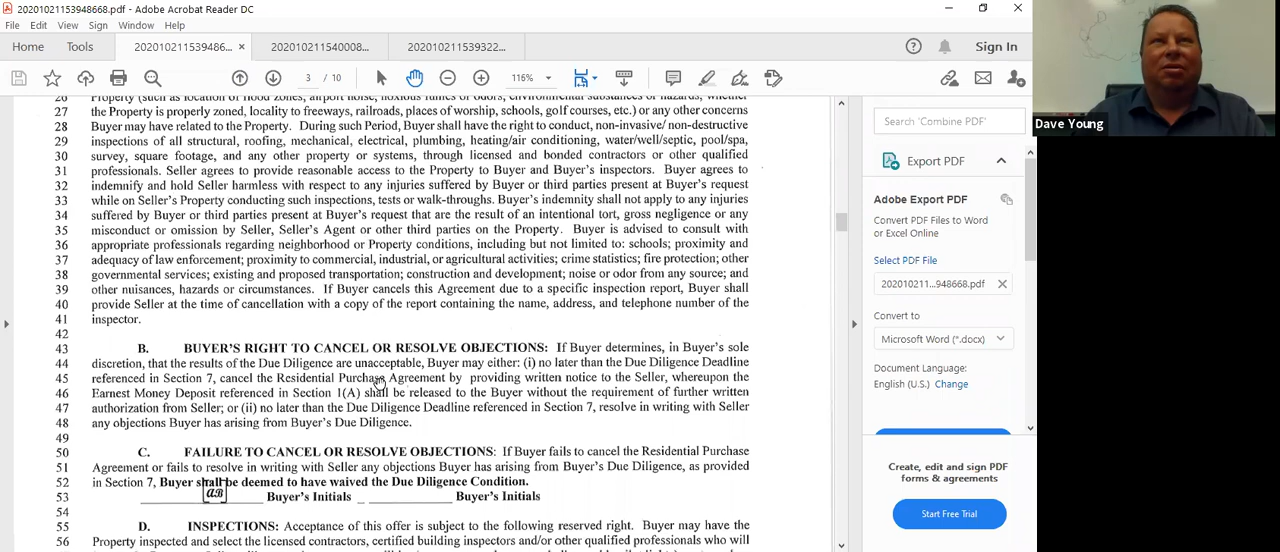 202010211539948668.pdf - Adobe Acrobat Reader DC
File Edit View Sign Window Help
Home Tools 20201021153948​6... × 202010211540008... 202010211539322... Sign In
3 / 10 116%
26 Property (such as location of flood zones, airport noise, noxious fumes or odors, environmental substances or hazards, whether
27 the Property is properly zoned, locality to freeways, railroads, places of worship, schools, golf courses, etc.) or any other concerns
28 Buyer may have related to the Property. During such Period, Buyer shall have the right to conduct, non-invasive/ non-destructive
29 inspections of all structural, roofing, mechanical, electrical, plumbing, heating/air conditioning, water/well/septic, pool/spa,
30 survey, square footage, and any other property or systems, through licensed and bonded contractors or other qualified
31 professionals. Seller agrees to provide reasonable access to the Property to Buyer and Buyer's inspectors. Buyer agrees to
32 indemnify and hold Seller harmless with respect to any injuries suffered by Buyer or third parties present at Buyer's request
33 while on Seller's Property conducting such inspections, tests or walk-throughs. Buyer's indemnity shall not apply to any injuries
34 suffered by Buyer or third parties present at Buyer's request that are the result of an intentional tort, gross negligence or any
35 misconduct or omission by Seller, Seller's Agent or other third parties on the Property. Buyer is advised to consult with
36 appropriate professionals regarding neighborhood or Property conditions, including but not limited to: schools; proximity and
37 adequacy of law enforcement; proximity to commercial, industrial, or agricultural activities; crime statistics; fire protection; other
38 governmental services; existing and proposed transportation; construction and development; noise or odor from any source; and
39 other nuisances, hazards or circumstances. If Buyer cancels this Agreement due to a specific inspection report, Buyer shall
40 provide Seller at the time of cancellation with a copy of the report containing the name, address, and telephone number of the
41 inspector.
42
43 B. BUYER'S RIGHT TO CANCEL OR RESOLVE OBJECTIONS: If Buyer determines, in Buyer's sole
44 discretion, that the results of the Due Diligence are unacceptable, Buyer may either: (i) no later than the Due Diligence Deadline
45 referenced in Section 7, cancel the Residential Purchase Agreement by providing written notice to the Seller, whereupon the
46 Earnest Money Deposit referenced in Section 1(A) shall be released to the Buyer without the requirement of further written
47 authorization from Seller; or (ii) no later than the Due Diligence Deadline referenced in Section 7, resolve in writing with Seller
48 any objections Buyer has arising from Buyer's Due Diligence.
49
50 C. FAILURE TO CANCEL OR RESOLVE OBJECTIONS: If Buyer fails to cancel the Residential Purchase
51 Agreement or fails to resolve in writing with Seller any objections Buyer has arising from Buyer's Due Diligence, as provided
52 in Section 7, Buyer shall be deemed to have waived the Due Diligence Condition.
53 AB Buyer's Initials Buyer's Initials
54
55 D. INSPECTIONS: Acceptance of this offer is subject to the following reserved right. Buyer may have the
56 Property inspected and select the licensed contractors, certified building inspectors and/or other qualified professionals who will
Dave Young
Search 'Combine PDF'
Export PDF
Adobe Export PDF
Convert PDF Files to Word
or Excel Online
Select PDF File
202010211...948668.pdf ×
Convert to
Microsoft Word (*.docx)
Document Language:
English (U.S.) Change
Create, edit and sign PDF
forms & agreements
Start Free Trial